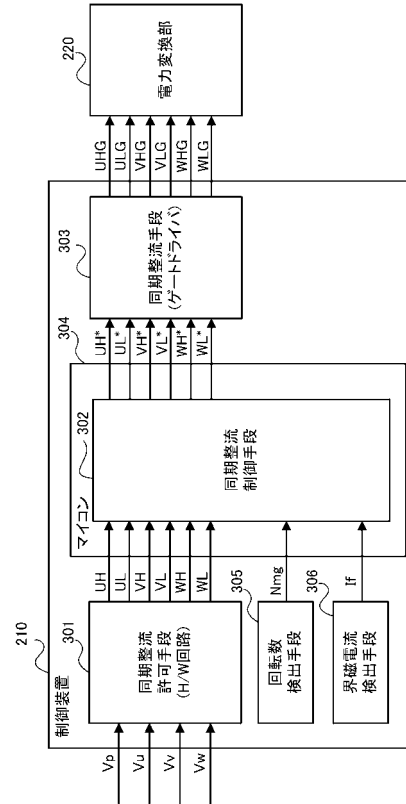 210
制御装置
Vp
Vu
Vv
Vw
301
同期整流
許可手段
(H/W回路)
UH
UL
VH
VL
WH
WL
305
回転数
検出手段
Nmg
306
界磁電流
検出手段
If
304
マイコン
302
同期整流
制御手段
UH*
UL*
VH*
VL*
WH*
WL*
303
同期整流手段
(ゲートドライバ)
UHG
ULG
VHG
VLG
WHG
WLG
220
電力変換部